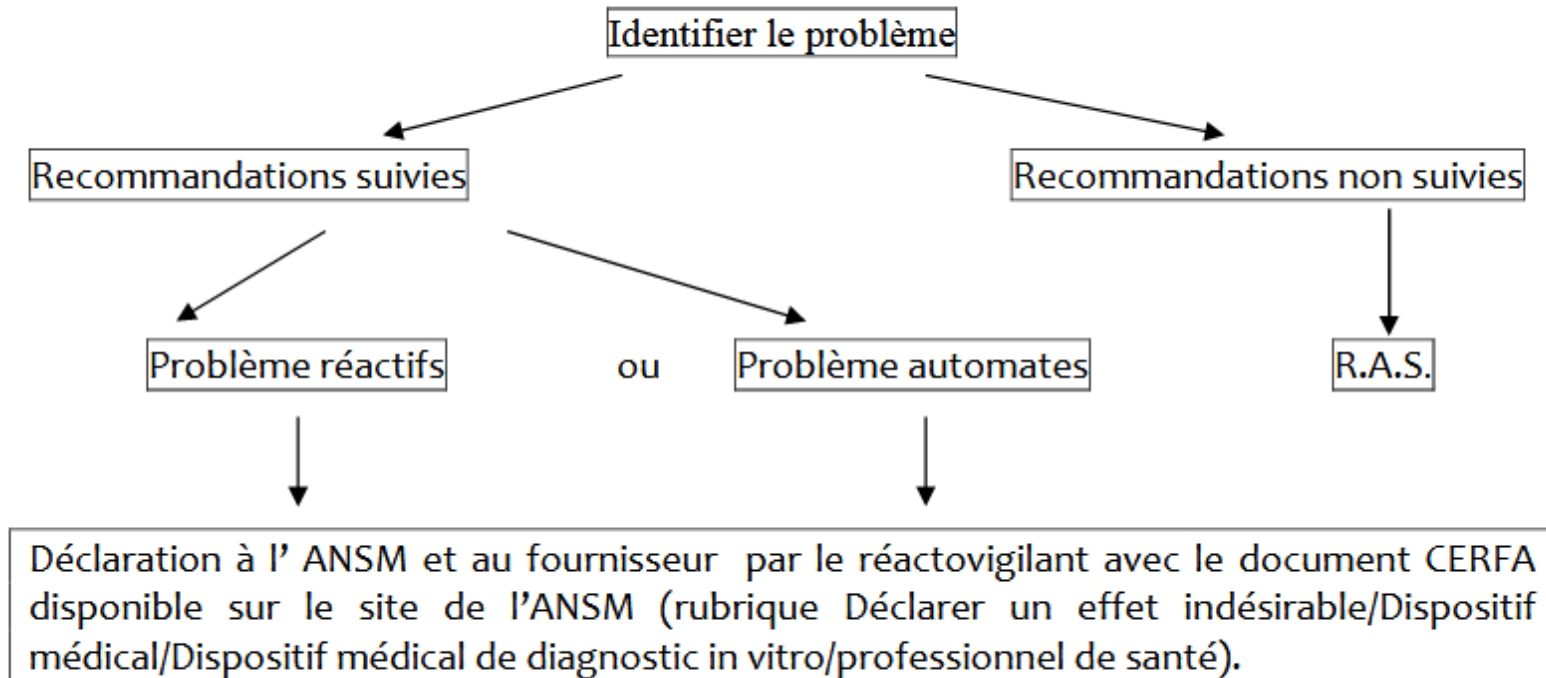 Identifier le problème
Recommandations suivies
Recommandations non suivies
Problème réactifs
ou
Problème automates
R.A.S.
Déclaration à l’ ANSM et au fournisseur par le réactovigilant avec le document CERFA
disponible sur le site de l’ANSM (rubrique Déclarer un effet indésirable/Dispositif
médical/Dispositif médical de diagnostic in vitro/professionnel de santé).